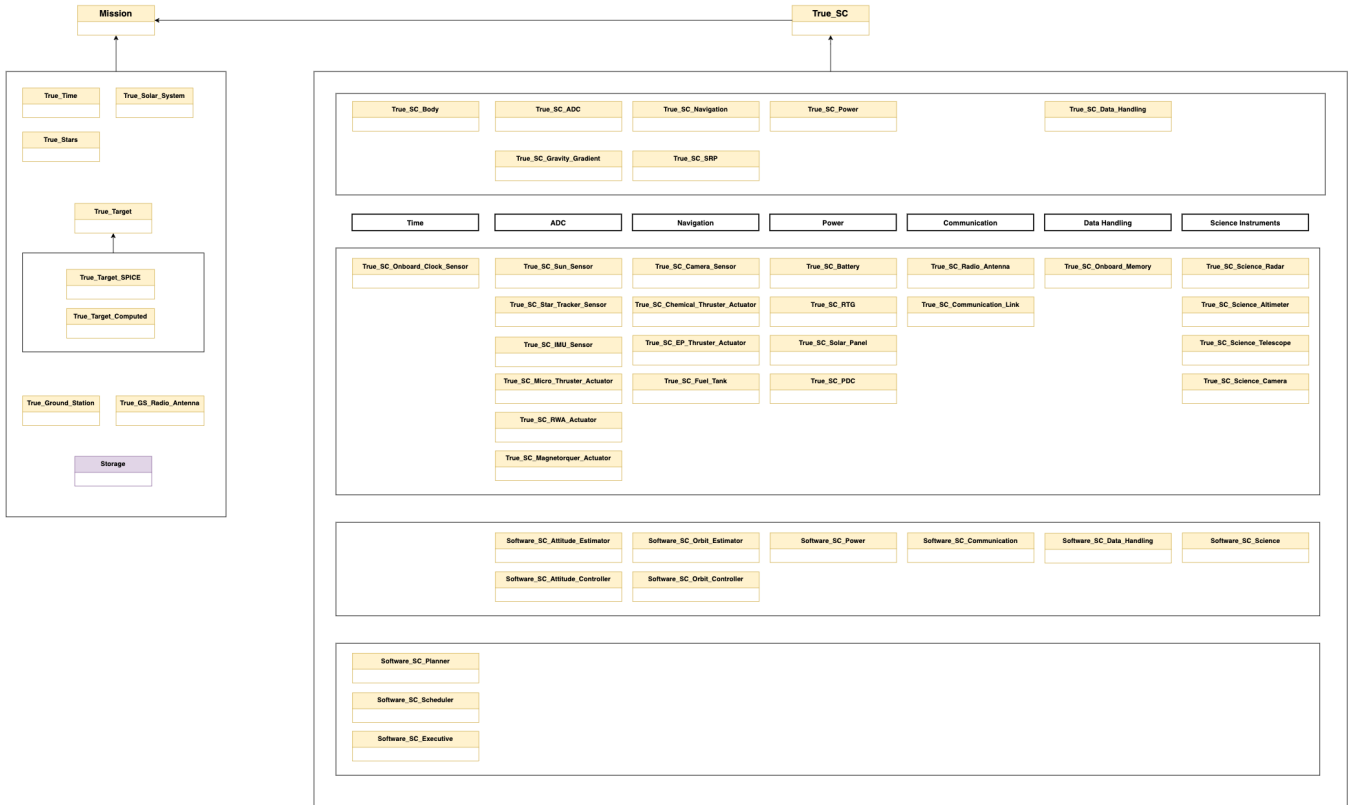 Mission
True_SC
True_Time
True_Solar_System
True_Stars
True_Target
True_Target_SPICE
True_Target_Computed
True_Ground_Station
True_GS_Radio_Antenna
Storage
True_SC_Body
True_SC_ADC
True_SC_Navigation
True_SC_Power
True_SC_Data_Handling
True_SC_Gravity_Gradient
True_SC_SRP
Time
ADC
Navigation
Power
Communication
Data Handling
Science Instruments
True_SC_Onboard_Clock_Sensor
True_SC_Sun_Sensor
True_SC_Camera_Sensor
True_SC_Battery
True_SC_Radio_Antenna
True_SC_Onboard_Memory
True_SC_Science_Radar
True_SC_Star_Tracker_Sensor
True_SC_Chemical_Thruster_Actuator
True_SC_RTG
True_SC_Communication_Link
True_SC_Science_Altimeter
True_SC_IMU_Sensor
True_SC_EP_Thruster_Actuator
True_SC_Solar_Panel
True_SC_Science_Telescope
True_SC_Micro_Thruster_Actuator
True_SC_Fuel_Tank
True_SC_PDC
True_SC_Science_Camera
True_SC_RWA_Actuator
True_SC_Magnetorquer_Actuator
Software_SC_Attitude_Estimator
Software_SC_Orbit_Estimator
Software_SC_Power
Software_SC_Communication
Software_SC_Data_Handling
Software_SC_Science
Software_SC_Attitude_Controller
Software_SC_Orbit_Controller
Software_SC_Planner
Software_SC_Scheduler
Software_SC_Executive